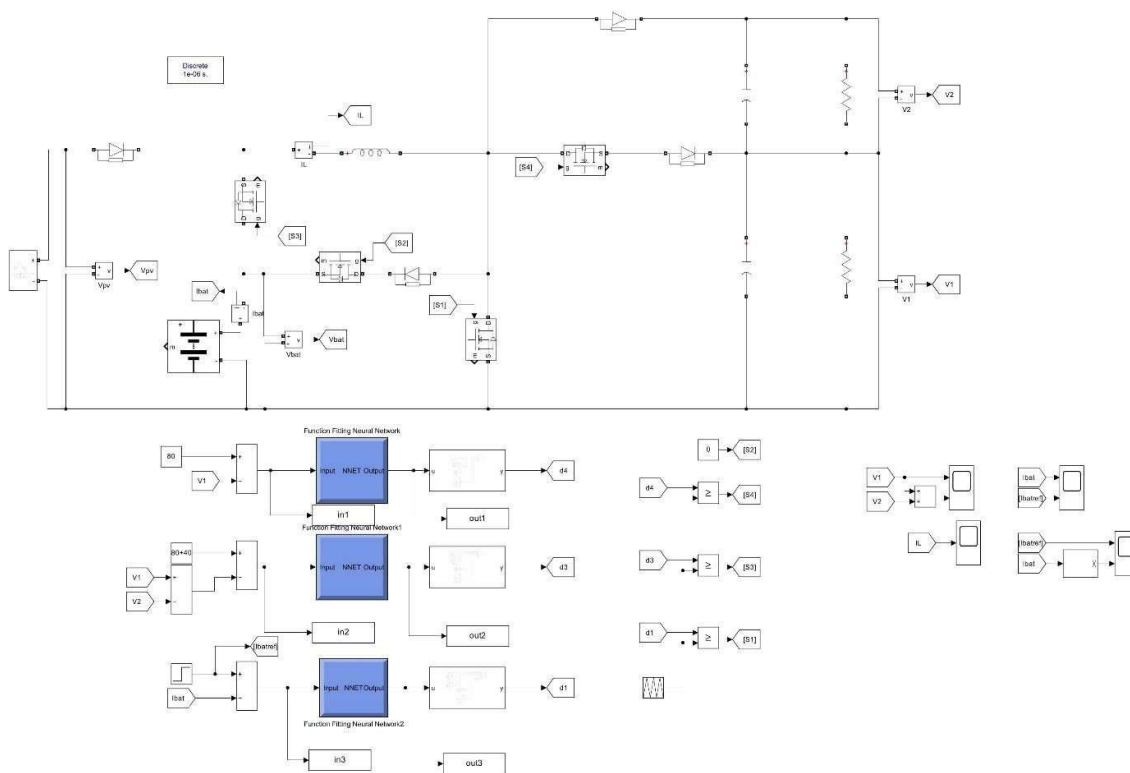 Discrete
1e-06 s.
IL
IL
V2
V2
[S4]
[S3]
[S2]
Vpv
Vpv
Ibat
Ibat
[S1]
V1
V1
Vbat
Vbat
m
Function Fitting Neural Network
80
V1
Input NNET Output
u y
d4
in1
out1
Function Fitting Neural Network1
80+40
V1
V2
Input NNET Output
u y
d3
in2
out2
[Ibatref]
Ibat
Input NNET Output
u y
d1
Function Fitting Neural Network2
in3
out3
0
[S2]
d4
≥
[S4]
d3
≥
[S3]
d1
≥
[S1]
V1
V2
IL
Ibat
[Ibatref]
[Ibatref]
Ibat